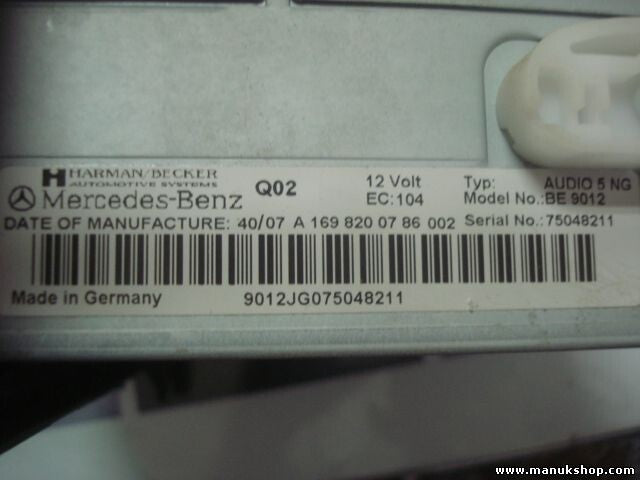 HARMAN/BECKER
AUTOMOTIVE SYSTEMS
Mercedes-Benz Q02
12 Volt Typ: AUDIO 5 NG
EC:104 Model No.: BE 9012
DATE OF MANUFACTURE: 40/07 A 169 820 07 86 002 Serial No.: 75048211
Made in Germany 9012JG075048211
www.manukshop.com